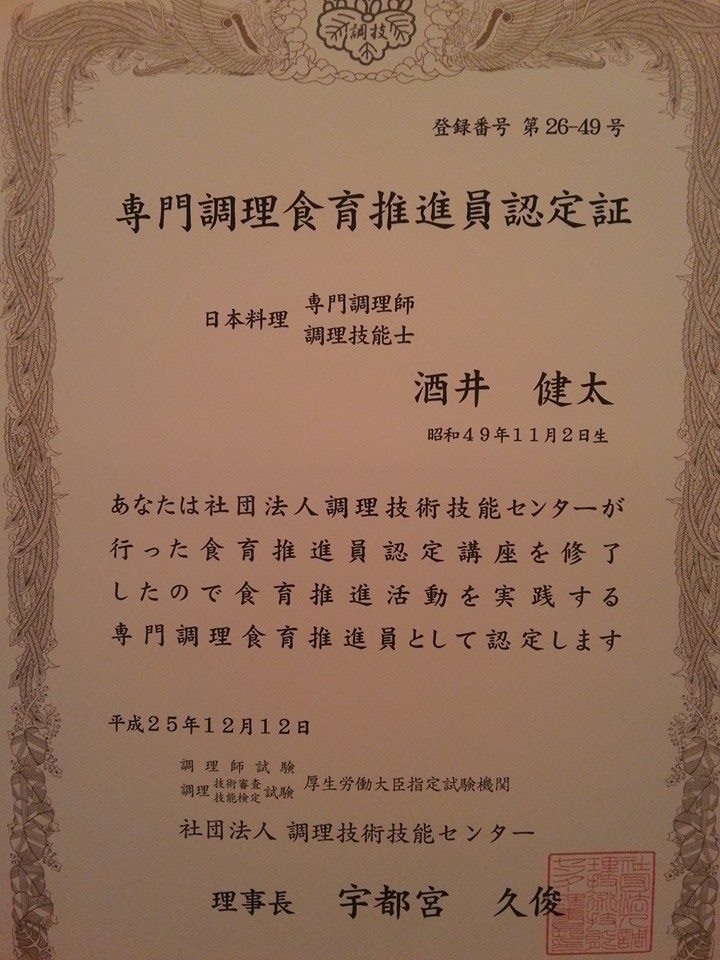 調技
登録番号 第26-49号
専門調理食育推進員認定証
日本料理 専門調理師
調理技能士
酒井 健太
昭和49年11月2日生
あなたは社団法人調理技術技能センターが
行った食育推進員認定講座を修了
したので食育推進活動を実践する
専門調理食育推進員として認定します
平成25年12月12日
調理師試験
調理 技術審査 技能検定 試験 厚生労働大臣指定試験機関
社団法人 調理技術技能センター
理事長 宇都宮 久俊